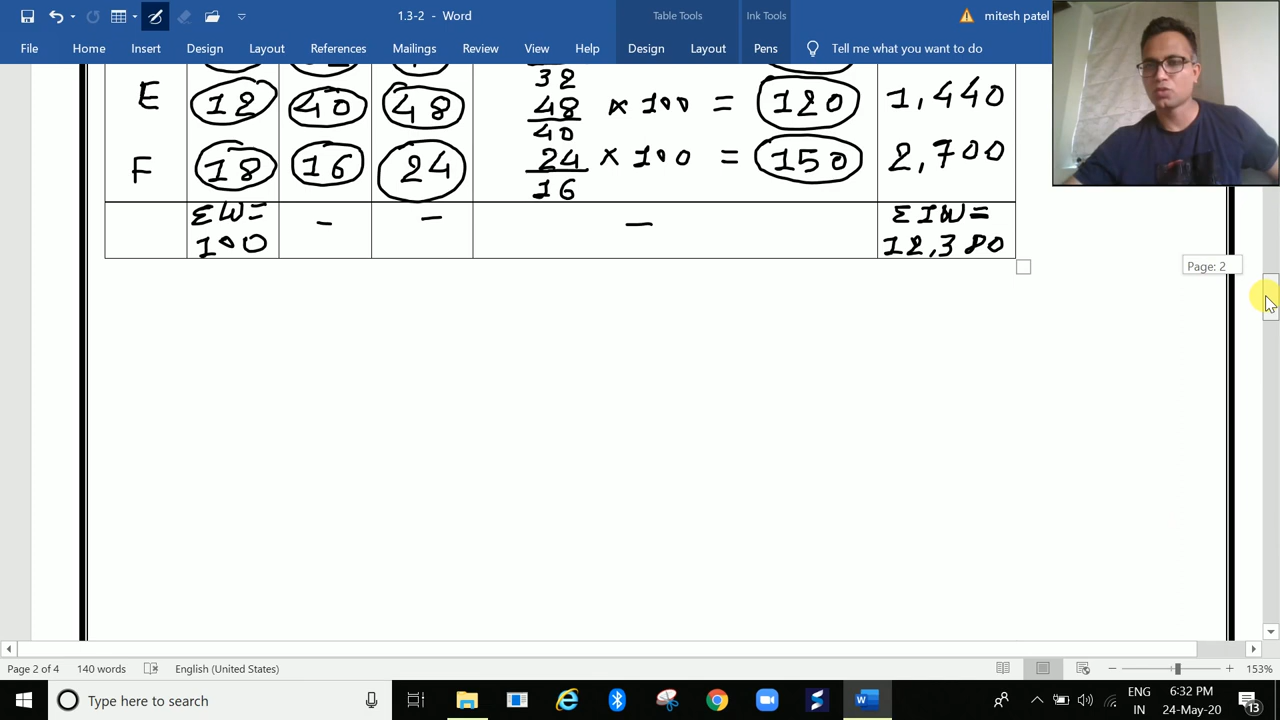 1.3-2 - Word
Table Tools
Ink Tools
mitesh patel
File Home Insert Design Layout References Mailings Review View Help Design Layout Pens Tell me what you want to do
32
E 12 40 48 48/40 × 100 = 120 1,440
F 18 16 24 24/16 × 100 = 150 2,700
ΣW= 100 - - - ΣIW= 12,380
Page: 2
Page 2 of 4 140 words English (United States) 153%
Type here to search
ENG
IN
6:32 PM
24-May-20
13